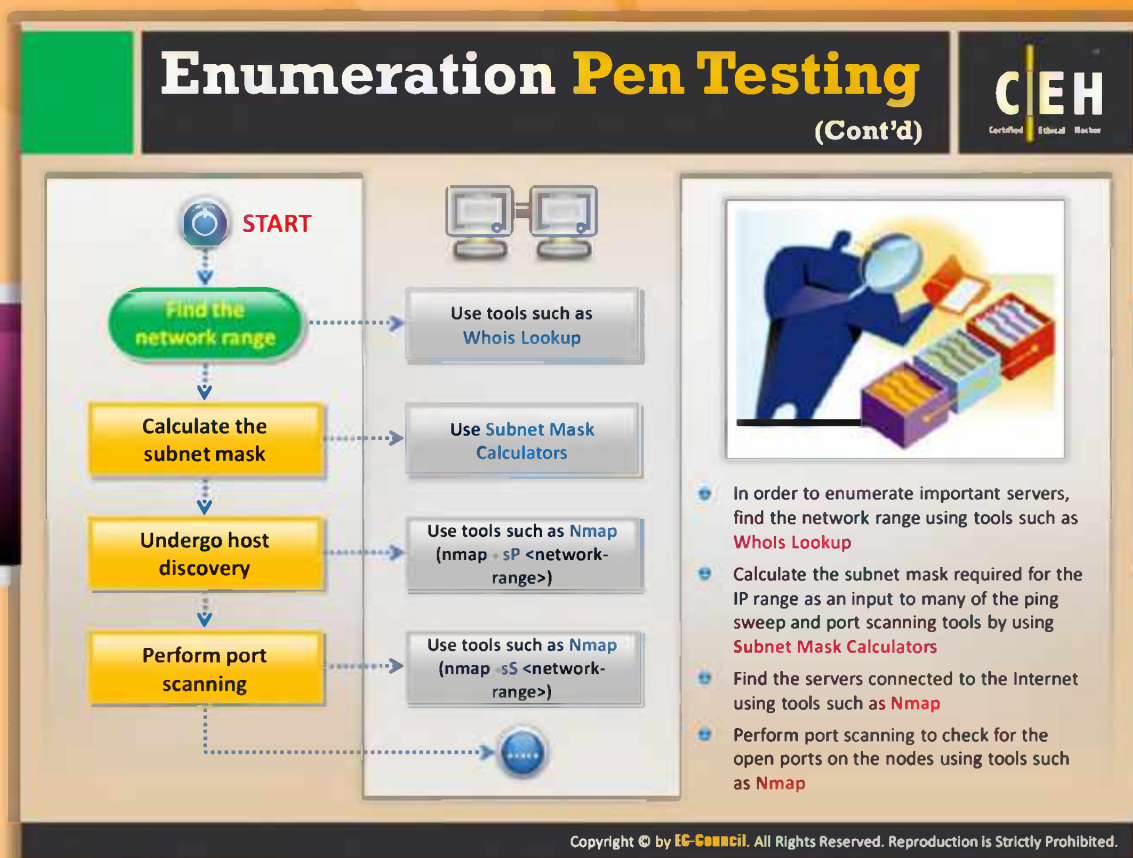 Enumeration Pen Testing
(Cont'd)
CEH
Certified Ethical Hacker
START
Find the
network range
Use tools such as
Whois Lookup
Calculate the
subnet mask
Use Subnet Mask
Calculators
Undergo host
discovery
Use tools such as Nmap
(nmap - sP <network-
range>)
Perform port
scanning
Use tools such as Nmap
(nmap -sS <network-
range>)
In order to enumerate important servers,
find the network range using tools such as
WhoIs Lookup
Calculate the subnet mask required for the
IP range as an input to many of the ping
sweep and port scanning tools by using
Subnet Mask Calculators
Find the servers connected to the Internet
using tools such as Nmap
Perform port scanning to check for the
open ports on the nodes using tools such
as Nmap
Copyright © by EC-Council. All Rights Reserved. Reproduction is Strictly Prohibited.